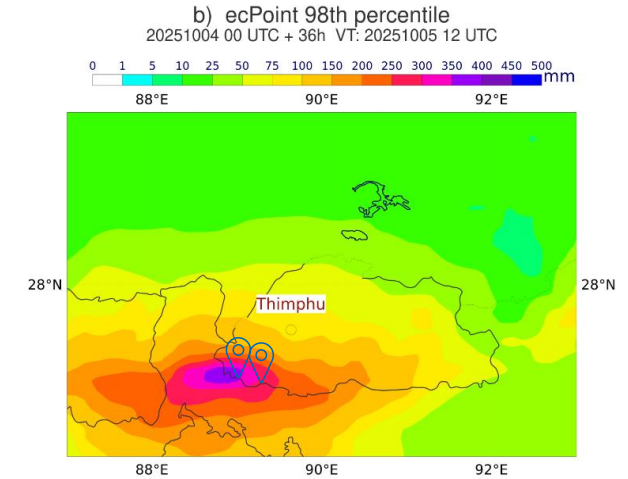 b)  ecPoint 98th percentile
20251004 00 UTC + 36h  VT: 20251005 12 UTC
0 1 5 10 25 50 75 100 150 200 250 300 350 400 450 500 mm
88°E 90°E 92°E
28°N 28°N
Thimphu
88°E 90°E 92°E